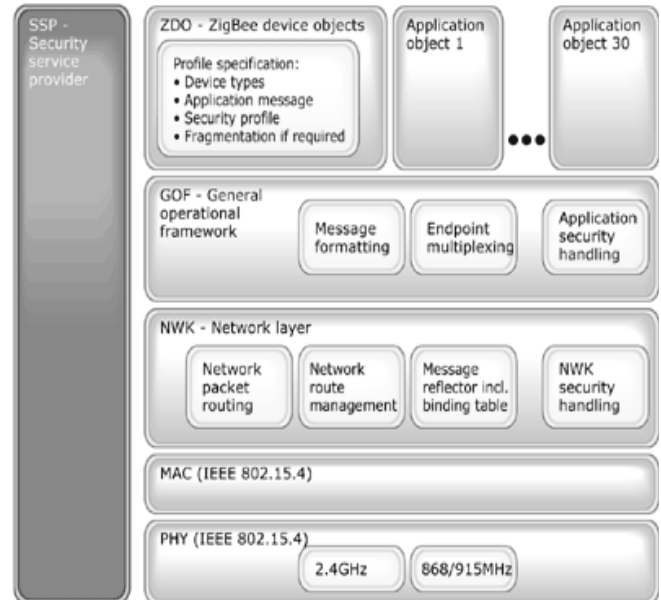 SSP -
Security
service
provider
ZDO - ZigBee device objects
Profile specification:
• Device types
• Application message
• Security profile
• Fragmentation if required
Application
object 1
•••
Application
object 30
GOF - General
operational
framework
Message
formatting
Endpoint
multiplexing
Application
security
handling
NWK - Network layer
Network
packet
routing
Network
route
management
Message
reflector incl.
binding table
NWK
security
handling
MAC (IEEE 802.15.4)
PHY (IEEE 802.15.4)
2.4GHz
868/915MHz